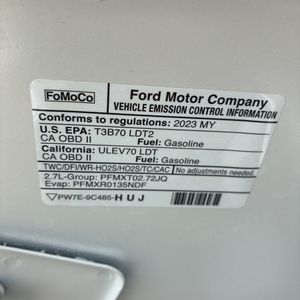 FoMoCo
Ford Motor Company
VEHICLE EMISSION CONTROL INFORMATION
Conforms to regulations: 2023 MY
U.S. EPA: T3B70 LDT2
CA OBD II Fuel: Gasoline
California: ULEV70 LDT
CA OBD II Fuel: Gasoline
TWC/DFI/WR-HO2S/HO2S/TC/CAC No adjustments needed.
2.7L-Group: PFMXT02.72JQ
Evap: PFMXR0135NDF
PW7E-9C485- H U J